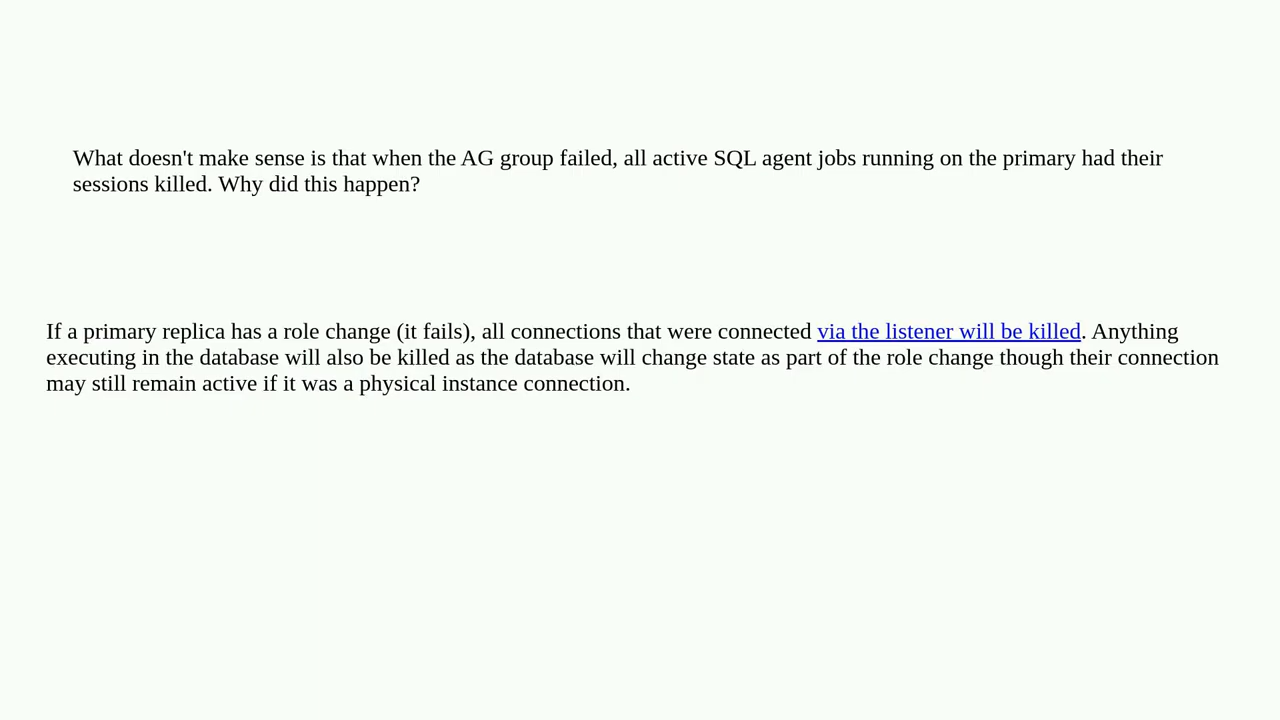 What doesn't make sense is that when the AG group failed, all active SQL agent jobs running on the primary had their
sessions killed. Why did this happen?
If a primary replica has a role change (it fails), all connections that were connected via the listener will be killed. Anything
executing in the database will also be killed as the database will change state as part of the role change though their connection
may still remain active if it was a physical instance connection.